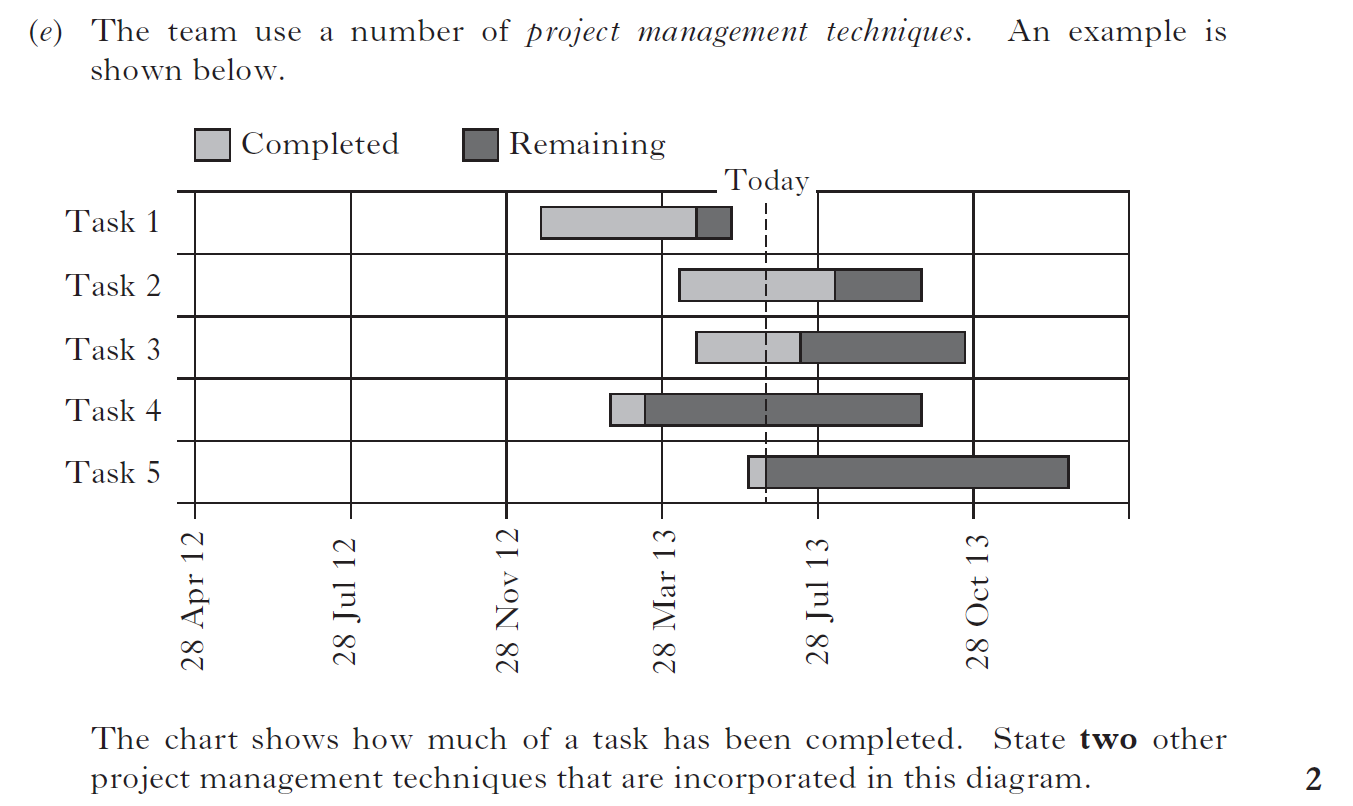 (e) The team use a number of project management techniques. An example is
shown below.
Completed Remaining
Today
Task 1
Task 2
Task 3
Task 4
Task 5
28 Apr 12
28 Jul 12
28 Nov 12
28 Mar 13
28 Jul 13
28 Oct 13
The chart shows how much of a task has been completed. State two other
project management techniques that are incorporated in this diagram. 2